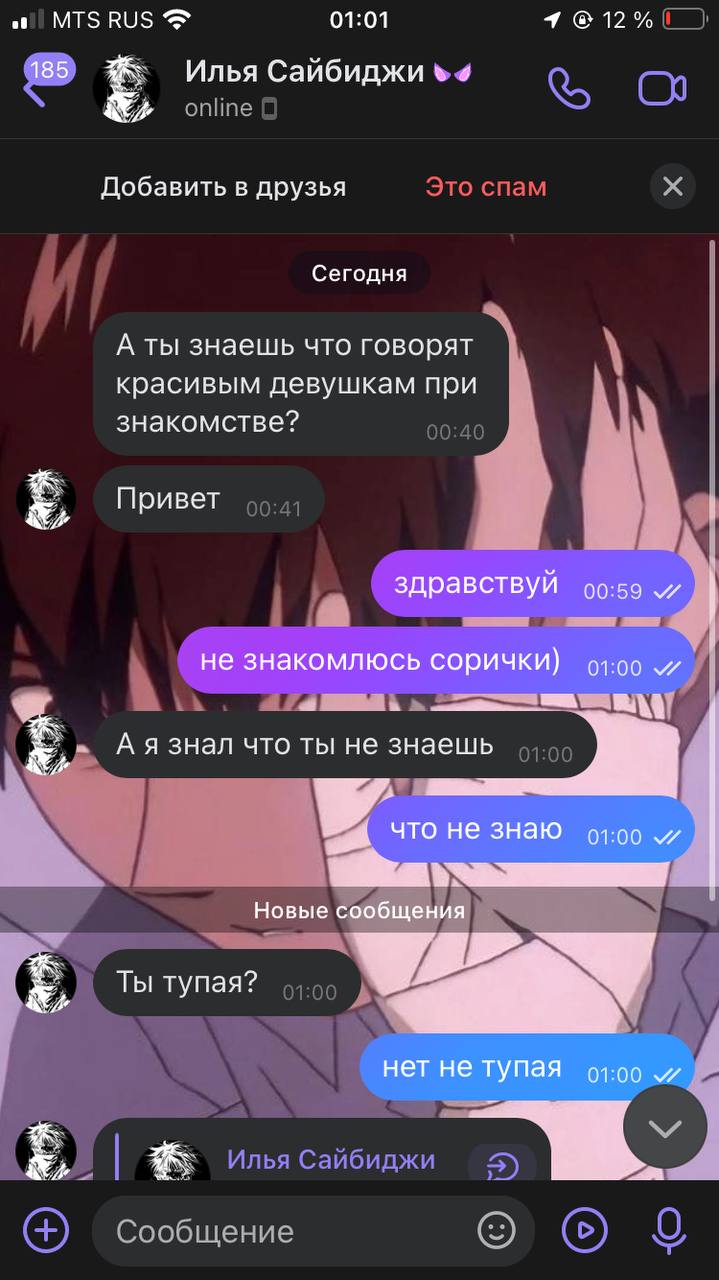 MTS RUS 01:01 12 %
185
Илья Сайбиджи
online
Добавить в друзья Это спам
Сегодня
А ты знаешь что говорят
красивым девушкам при
знакомстве? 00:40
Привет 00:41
здравствуй 00:59
не знакомлюсь сорички) 01:00
А я знал что ты не знаешь 01:00
что не знаю 01:00
Новые сообщения
Ты тупая? 01:00
нет не тупая 01:00
Илья Сайбиджи
Сообщение